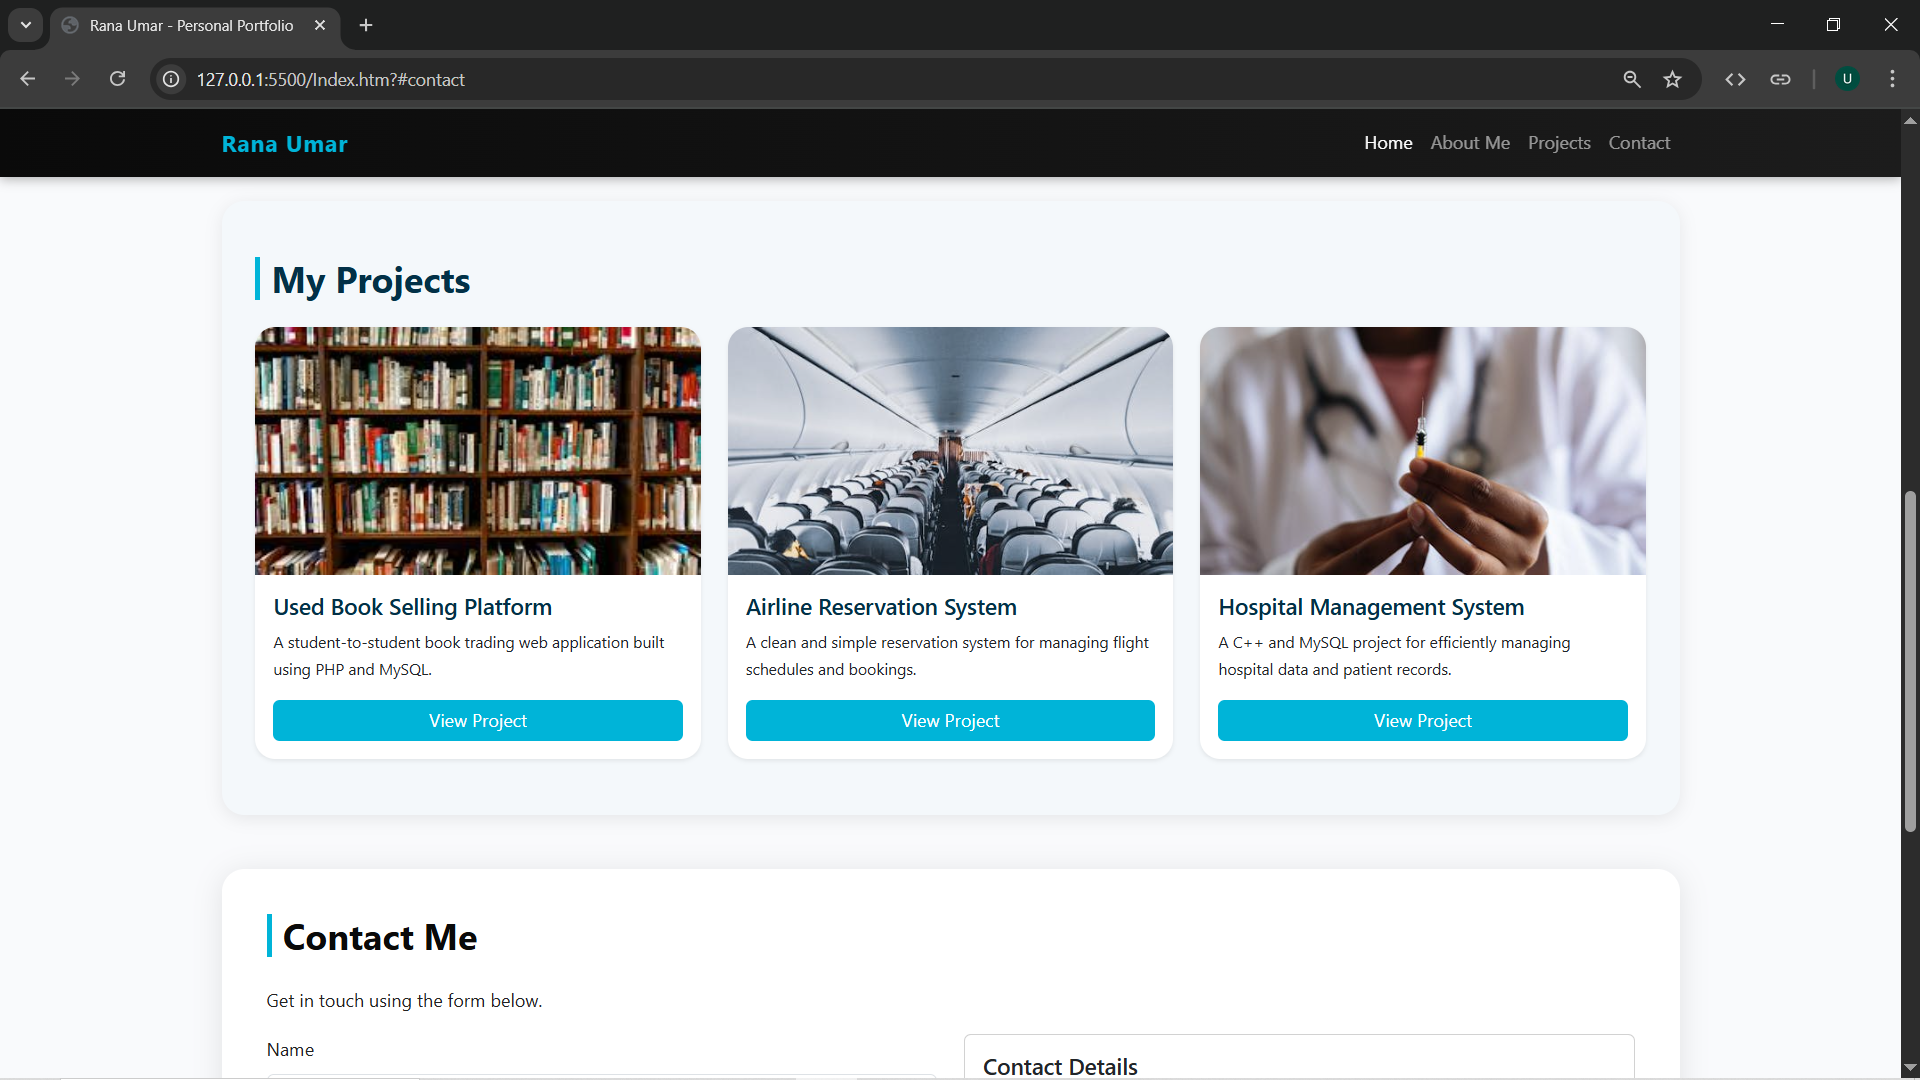 Rana Umar - Personal Portfolio
127.0.0.1:5500/Index.htm?#contact
U
Rana Umar
Home About Me Projects Contact
My Projects
Used Book Selling Platform
A student-to-student book trading web application built
using PHP and MySQL.
View Project
Airline Reservation System
A clean and simple reservation system for managing flight
schedules and bookings.
View Project
Hospital Management System
A C++ and MySQL project for efficiently managing
hospital data and patient records.
View Project
Contact Me
Get in touch using the form below.
Name
Contact Details